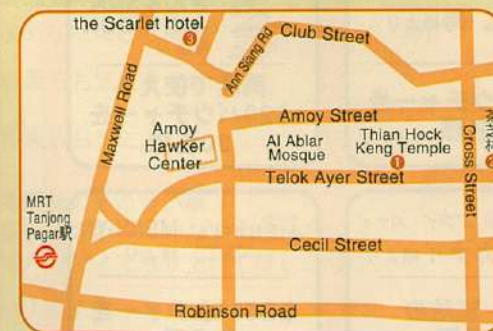 the Scarlet hotel
3
Club Street
Ann Siang Rd
Maxwell Road
Amoy Street
Amoy
Hawker
Center
Al Ablar
Mosque
Thian Hock
Keng Temple
1
Cross Street
Telok Ayer Street
MRT
Tanjong
Pagar駅
Cecil Street
Robinson Road